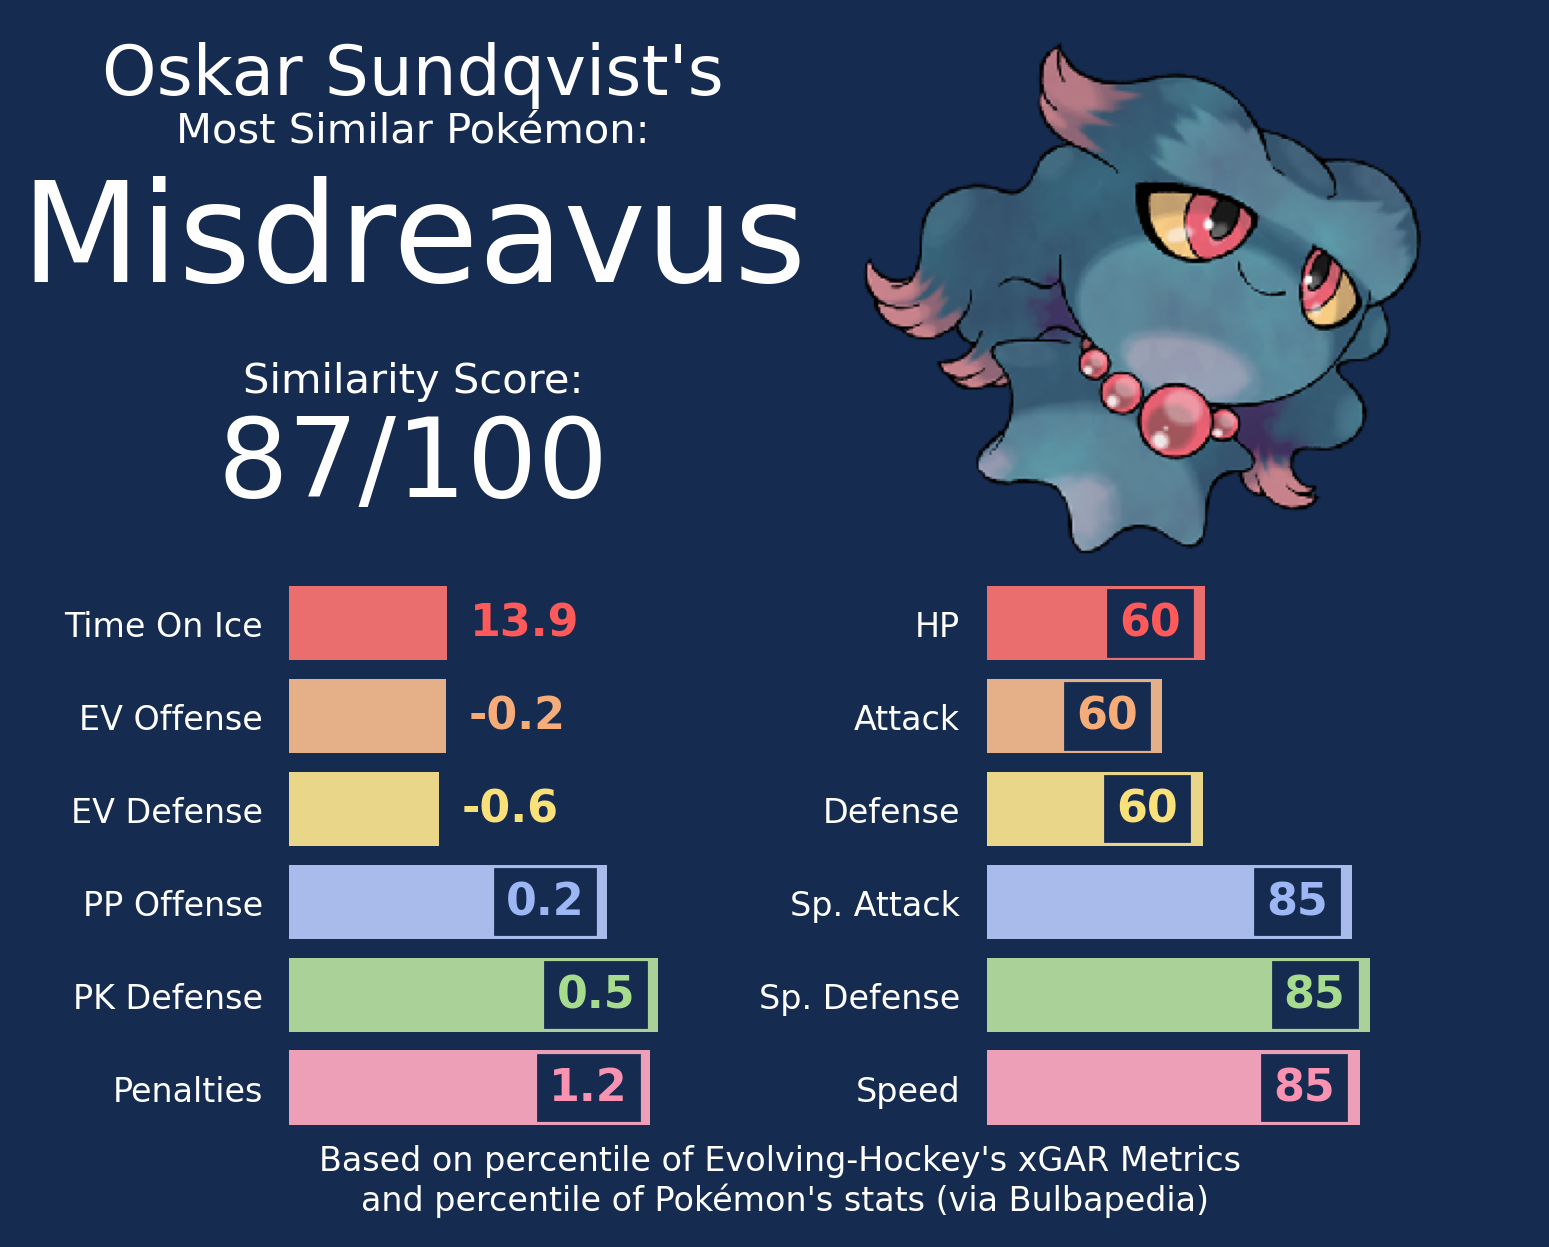 Oskar Sundqvist's
Most Similar Pokémon:
Misdreavus
Similarity Score:
87/100
Time On Ice 13.9
EV Offense -0.2
EV Defense -0.6
PP Offense 0.2
PK Defense 0.5
Penalties 1.2
HP 60
Attack 60
Defense 60
Sp. Attack 85
Sp. Defense 85
Speed 85
Based on percentile of Evolving-Hockey's xGAR Metrics
and percentile of Pokémon's stats (via Bulbapedia)